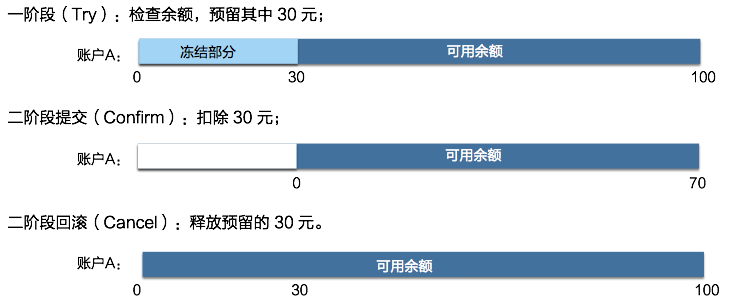 一阶段（Try）：检查余额，预留其中 30 元；
账户A： 冻结部分 可用余额
0 30 100
二阶段提交（Confirm）：扣除 30 元；
账户A： 可用余额
0 70
二阶段回滚（Cancel）：释放预留的 30 元。
账户A： 可用余额
0 30 100